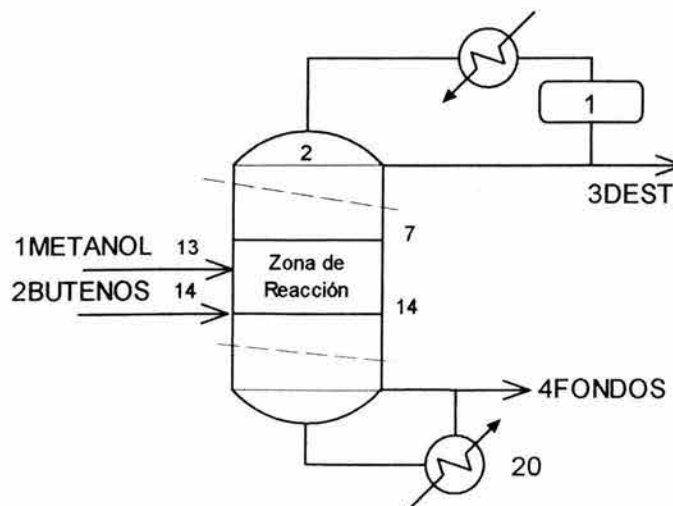 1
2
3DEST
7
1METANOL 13
Zona de
Reacción
2BUTENOS 14
14
4FONDOS
20